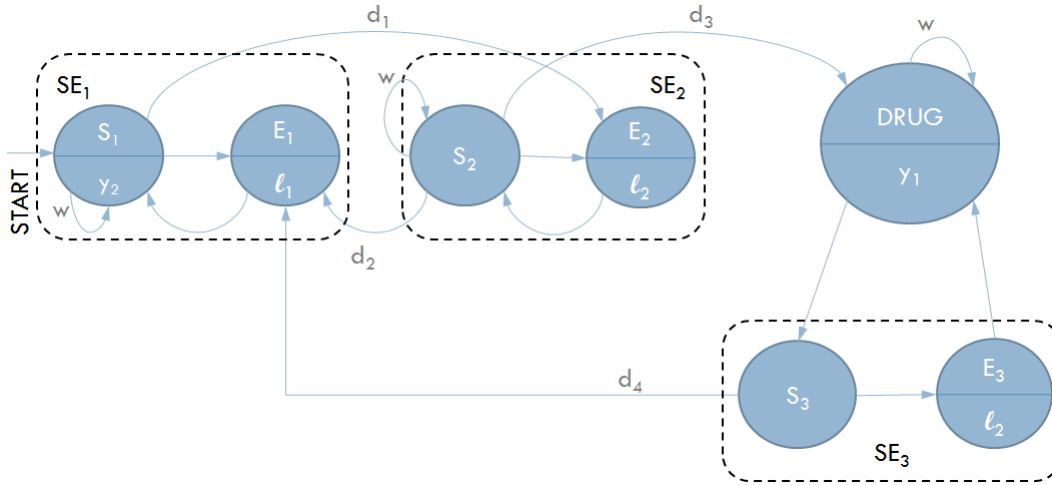 d₁
d₃
w
SE₁
w
SE₂
S₁
E₁
E₂
DRUG
S₂
START
y₂
ℓ₁
ℓ₂
y₁
w
d₂
d₄
S₃
E₃
ℓ₂
SE₃